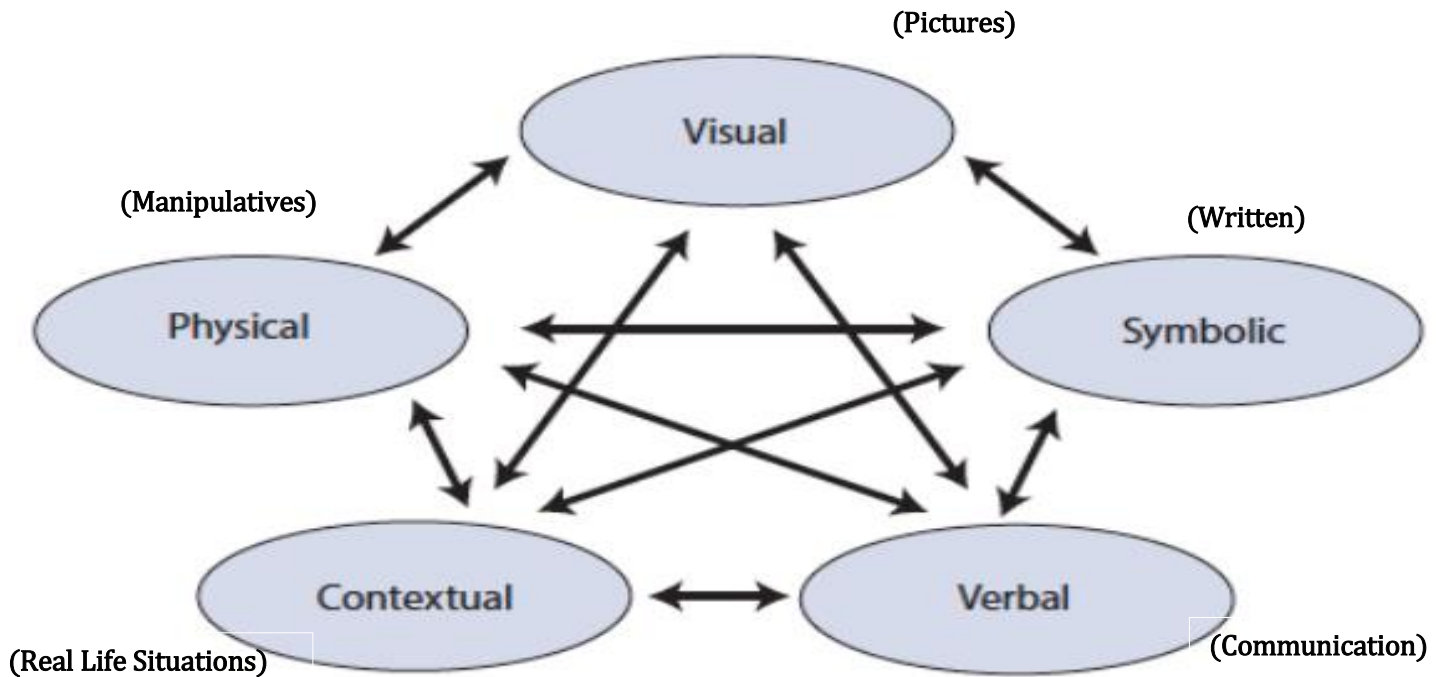 (Pictures)
Visual
(Manipulatives)
(Written)
Physical
Symbolic
Contextual
Verbal
(Real Life Situations)
(Communication)